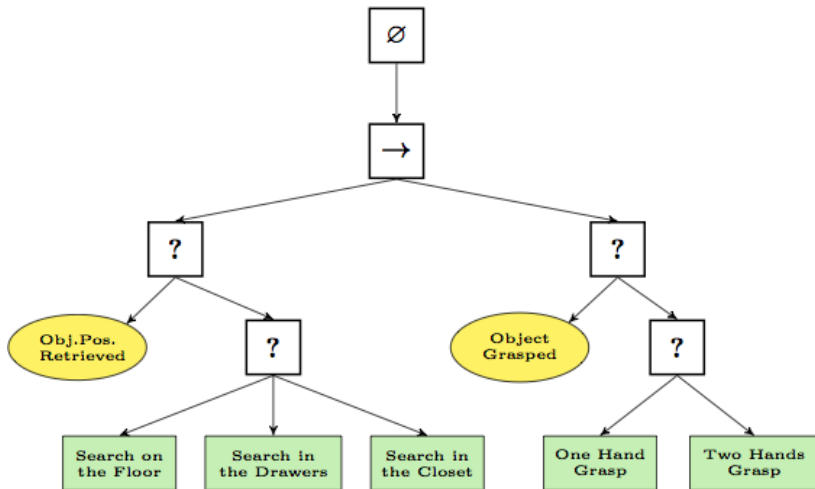 ∅
→
?
?
Obj.Pos.
Retrieved
?
Object
Grasped
?
Search on
the Floor
Search in
the Drawers
Search in
the Closet
One Hand
Grasp
Two Hands
Grasp